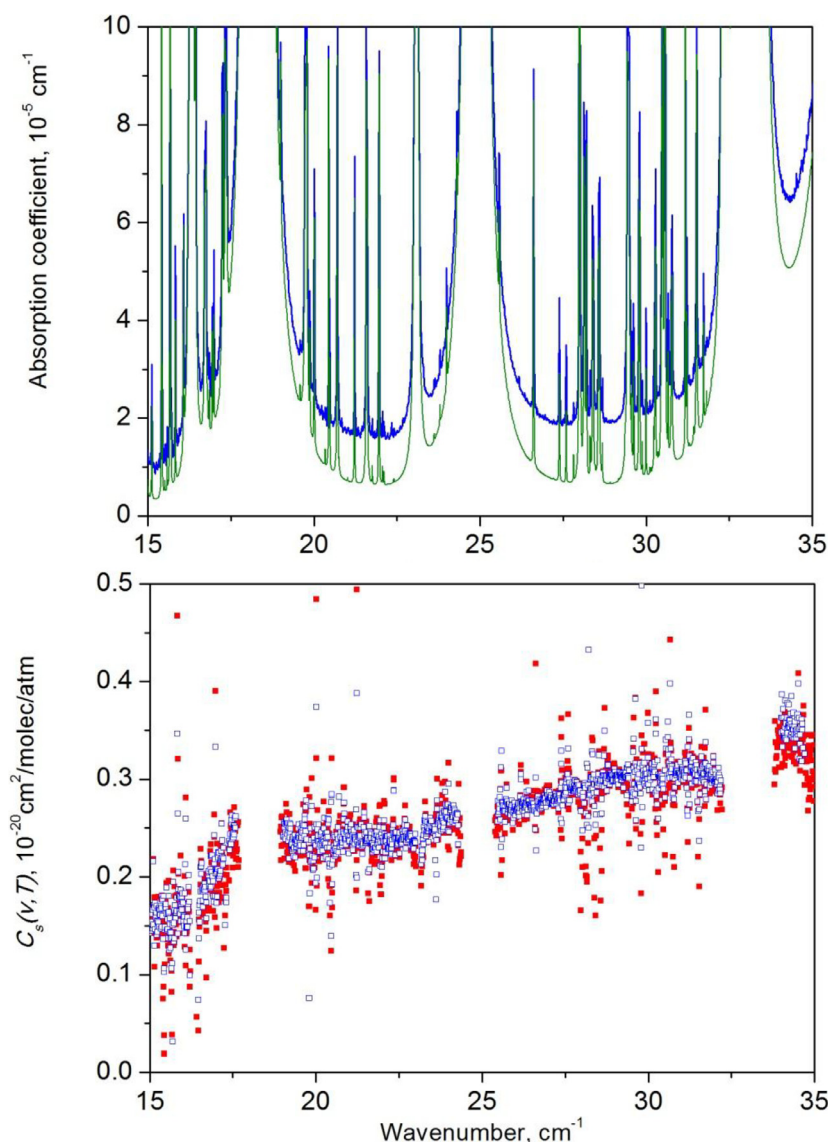 10
8
6
4
2
0
Absorption coefficient, 10⁻⁵ cm⁻¹
15 20 25 30 35
0.5
0.4
0.3
0.2
0.1
0.0
Cₛ(ν,T), 10⁻²⁰ cm²/molec/atm
15 20 25 30 35
Wavenumber, cm⁻¹